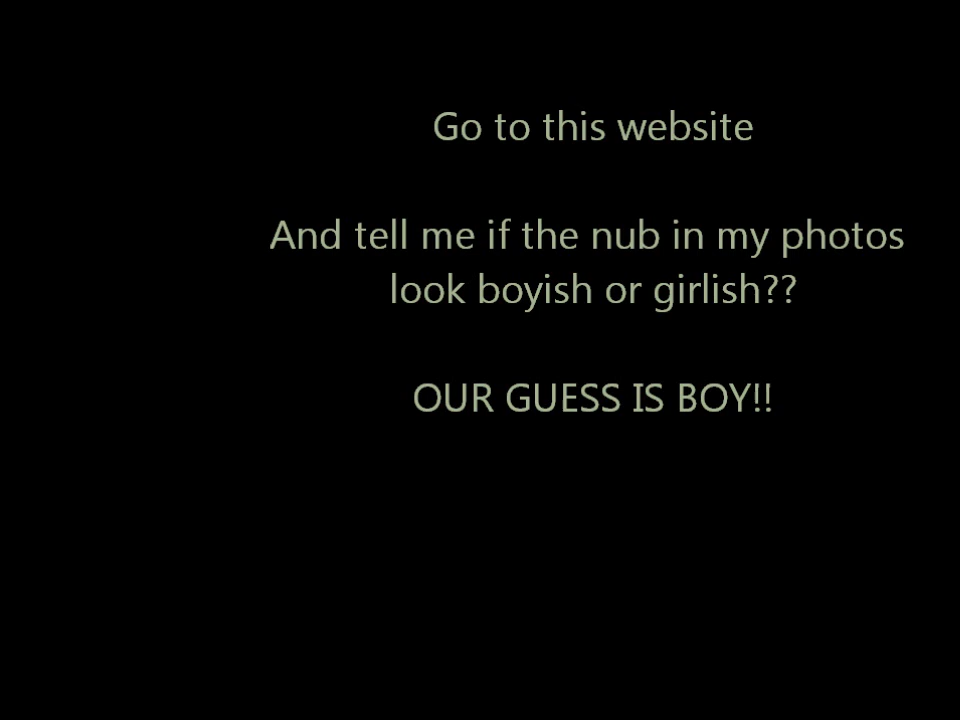 Go to this website
And tell me if the nub in my photos
look boyish or girlish??
OUR GUESS IS BOY!!